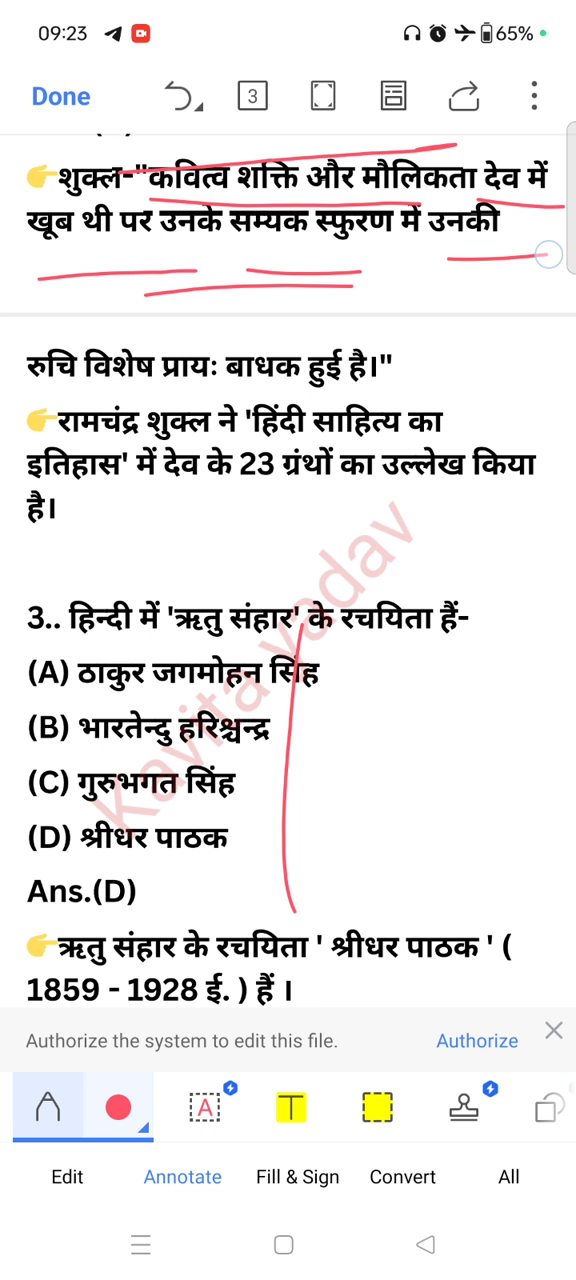 09:23
65%
Done
3
👉शुक्ल-"कवित्व शक्ति और मौलिकता देव में
खूब थी पर उनके सम्यक स्फुरण में उनकी
रुचि विशेष प्रायः बाधक हुई है।"
👉रामचंद्र शुक्ल ने 'हिंदी साहित्य का
इतिहास' में देव के 23 ग्रंथों का उल्लेख किया
है।
Kavita yadav
3.. हिन्दी में 'ऋतु संहार' के रचयिता हैं-
(A) ठाकुर जगमोहन सिंह
(B) भारतेन्दु हरिश्चन्द्र
(C) गुरुभगत सिंह
(D) श्रीधर पाठक
Ans.(D)
👉ऋतु संहार के रचयिता ' श्रीधर पाठक ' (
1859 - 1928 ई. ) हैं ।
Authorize the system to edit this file.
Authorize
A
T
Edit
Annotate
Fill & Sign
Convert
All